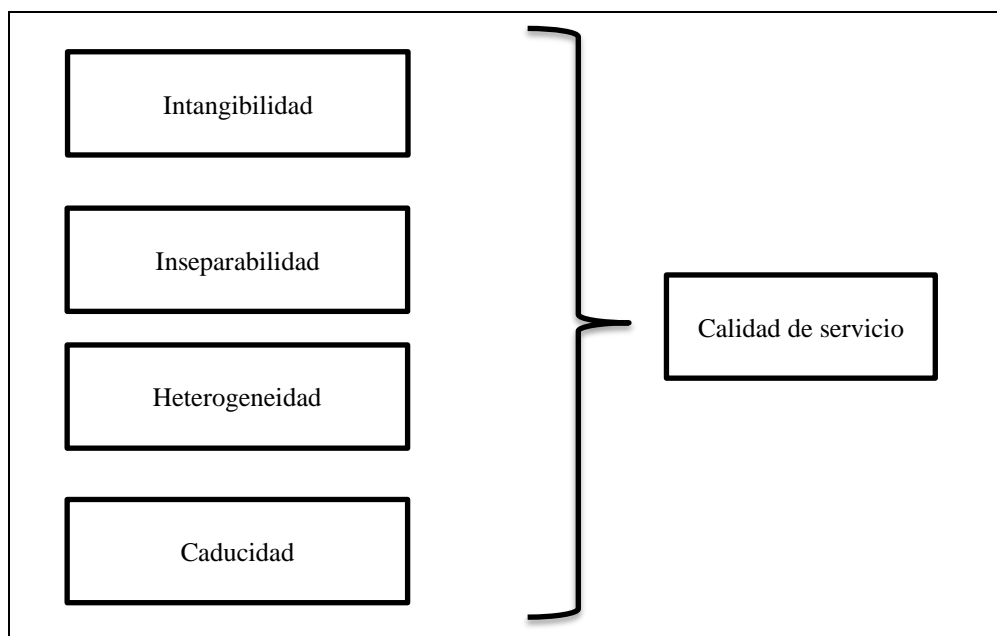 Intangibilidad
Inseparabilidad
Heterogeneidad
Caducidad
Calidad de servicio